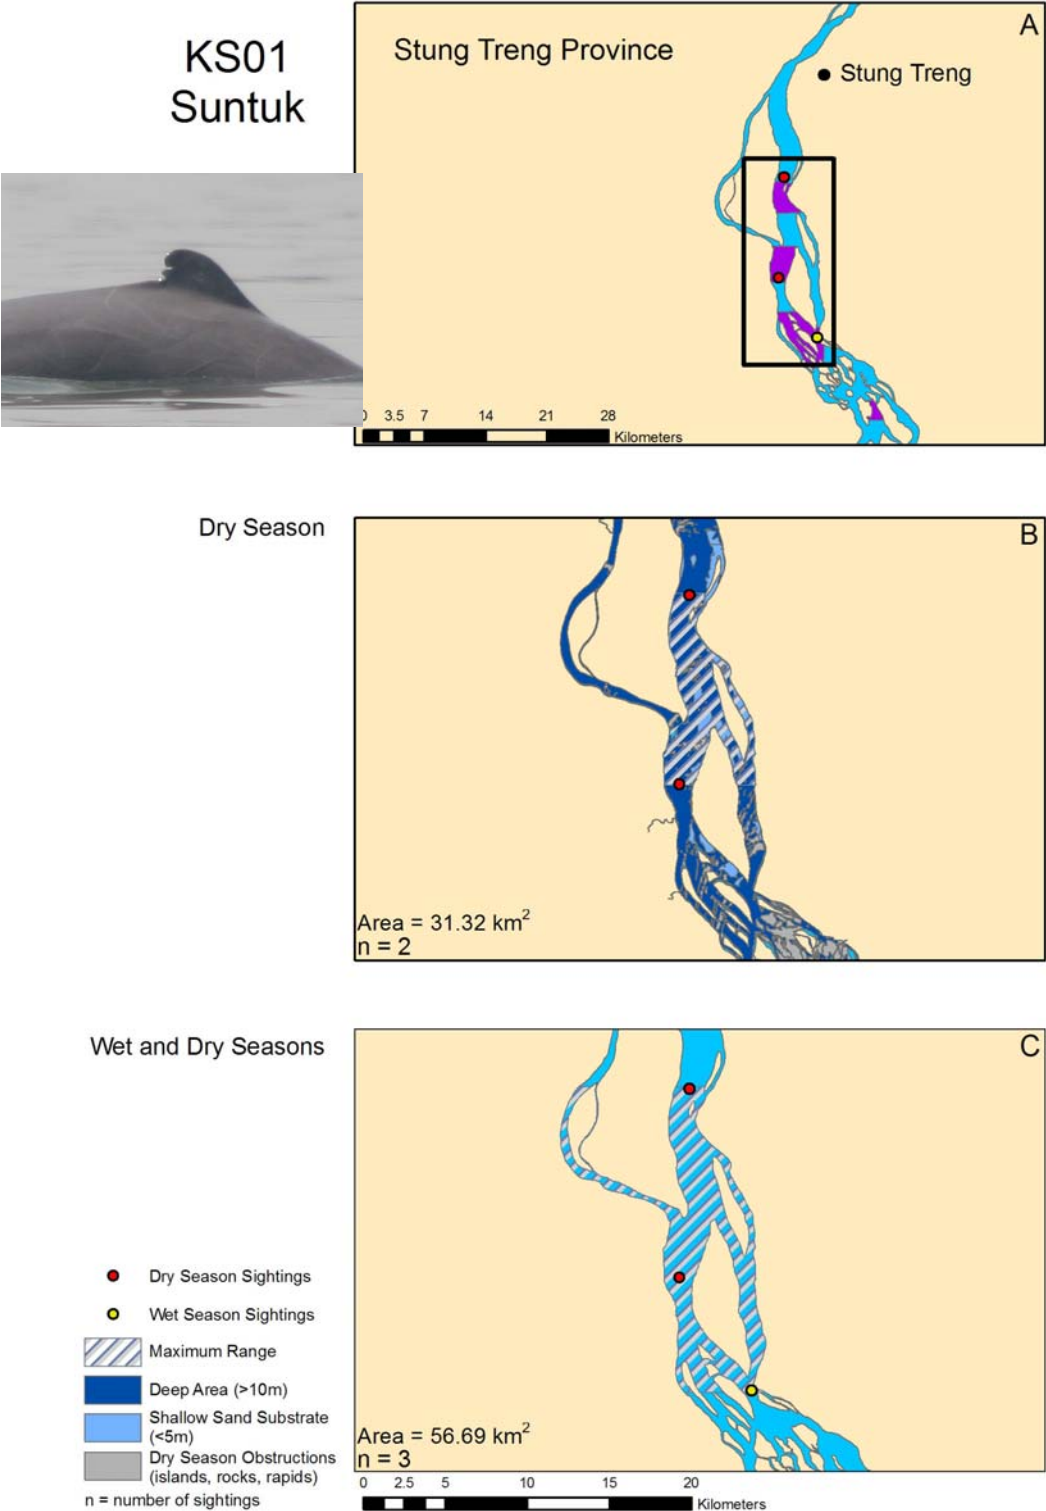 KS01
Suntuk
Stung Treng Province
A
Stung Treng
0 3.5 7 14 21 28
Kilometers
Dry Season
B
Area = 31.32 km²
n = 2
Wet and Dry Seasons
C
Dry Season Sightings
Wet Season Sightings
Maximum Range
Deep Area (>10m)
Shallow Sand Substrate
(<5m)
Dry Season Obstructions
(islands, rocks, rapids)
n = number of sightings
Area = 56.69 km²
n = 3
0 2.5 5 10 15 20
Kilometers